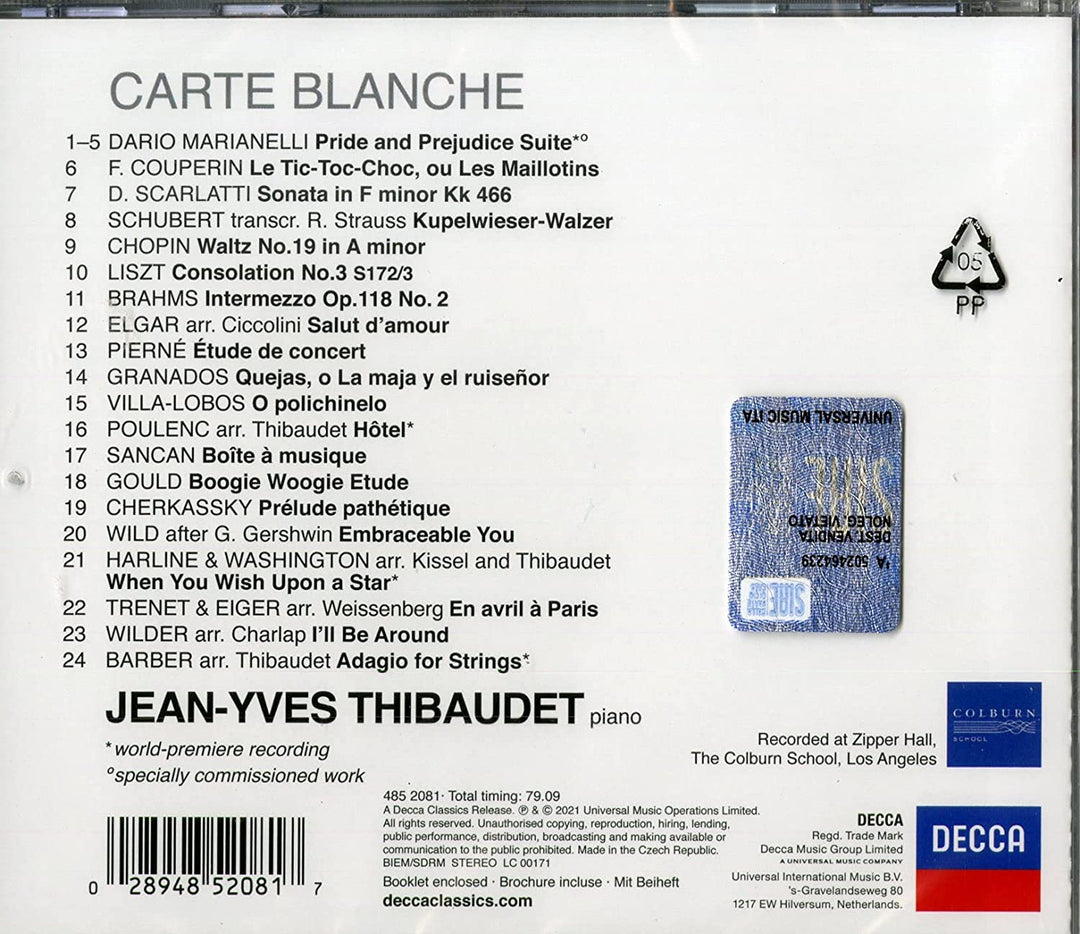 CARTE BLANCHE
1–5 DARIO MARIANELLI Pride and Prejudice Suite*º
6 F. COUPERIN Le Tic-Toc-Choc, ou Les Maillotins
7 D. SCARLATTI Sonata in F minor Kk 466
8 SCHUBERT transcr. R. Strauss Kupelwieser-Walzer
9 CHOPIN Waltz No.19 in A minor
10 LISZT Consolation No.3 S172/3
11 BRAHMS Intermezzo Op.118 No. 2
12 ELGAR arr. Ciccolini Salut d'amour
13 PIERNÉ Étude de concert
14 GRANADOS Quejas, o La maja y el ruiseñor
15 VILLA-LOBOS O polichinelo
16 POULENC arr. Thibaudet Hôtel*
17 SANCAN Boîte à musique
18 GOULD Boogie Woogie Etude
19 CHERKASSKY Prélude pathétique
20 WILD after G. Gershwin Embraceable You
21 HARLINE & WASHINGTON arr. Kissel and Thibaudet
When You Wish Upon a Star*
22 TRENET & EIGER arr. Weissenberg En avril à Paris
23 WILDER arr. Charlap I'll Be Around
24 BARBER arr. Thibaudet Adagio for Strings*
JEAN-YVES THIBAUDET piano
*world-premiere recording
ºspecially commissioned work
05
PP
UNIVERSAL MUSIC ITA
SIAE
NOLEG. VIETATO
DEST. VENDITA
502464239
SIAE
Recorded at Zipper Hall,
The Colburn School, Los Angeles
COLBURN
SCHOOL
485 2081· Total timing: 79.09
A Decca Classics Release. ℗ & © 2021 Universal Music Operations Limited.
All rights reserved. Unauthorised copying, reproduction, hiring, lending,
public performance, distribution, broadcasting and making available or
communication to the public prohibited. Made in the Czech Republic.
BIEM/SDRM STEREO LC 00171
Booklet enclosed · Brochure incluse · Mit Beiheft
deccaclassics.com
0 28948 52081 7
DECCA
Regd. Trade Mark
Decca Music Group Limited
A UNIVERSAL MUSIC COMPANY
Universal International Music B.V.
's-Gravelandseweg 80
1217 EW Hilversum, Netherlands.
DECCA